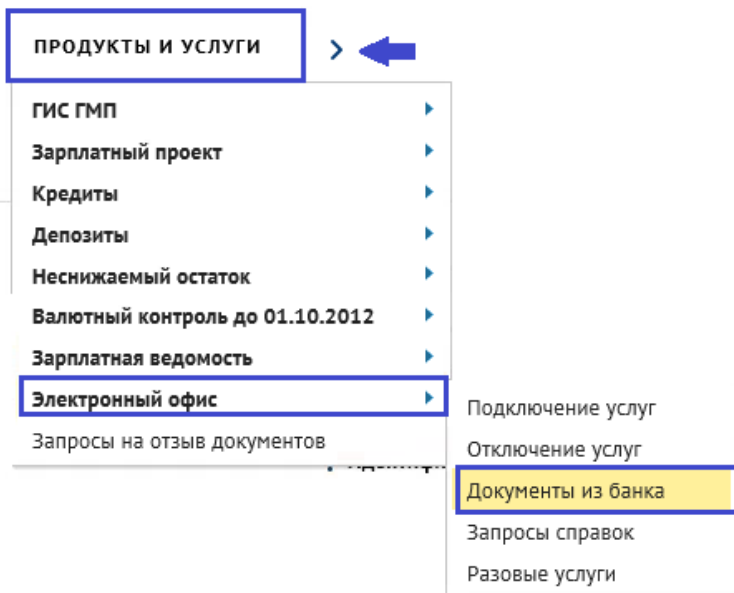 ПРОДУКТЫ И УСЛУГИ
ГИС ГМП
Зарплатный проект
Кредиты
Депозиты
Неснижаемый остаток
Валютный контроль до 01.10.2012
Зарплатная ведомость
Электронный офис
Запросы на отзыв документов
Подключение услуг
Отключение услуг
Документы из банка
Запросы справок
Разовые услуги